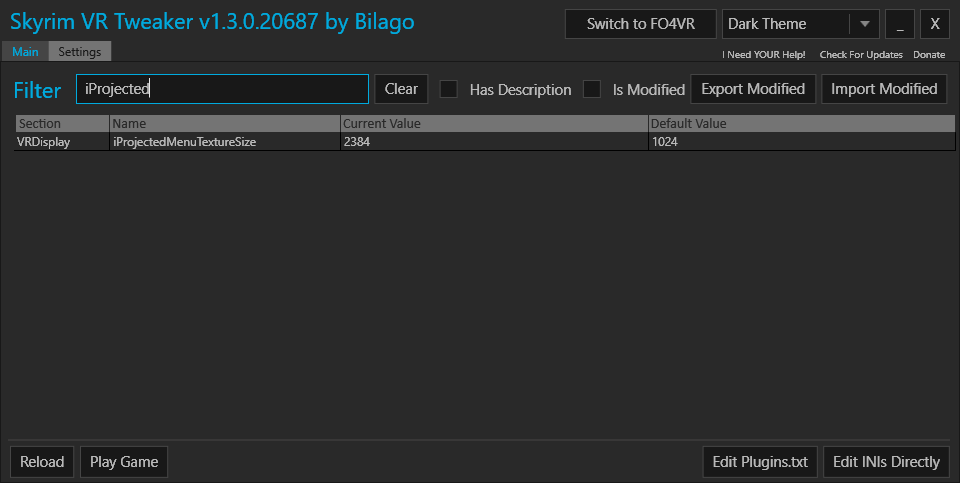 Skyrim VR Tweaker v1.3.0.20687 by Bilago
Switch to FO4VR
Dark Theme
_
X
Main
Settings
I Need YOUR Help!
Check For Updates
Donate
Filter
iProjected
Clear
Has Description
Is Modified
Export Modified
Import Modified
Section Name Current Value Default Value
VRDisplay iProjectedMenuTextureSize 2384 1024
Reload
Play Game
Edit Plugins.txt
Edit INIs Directly